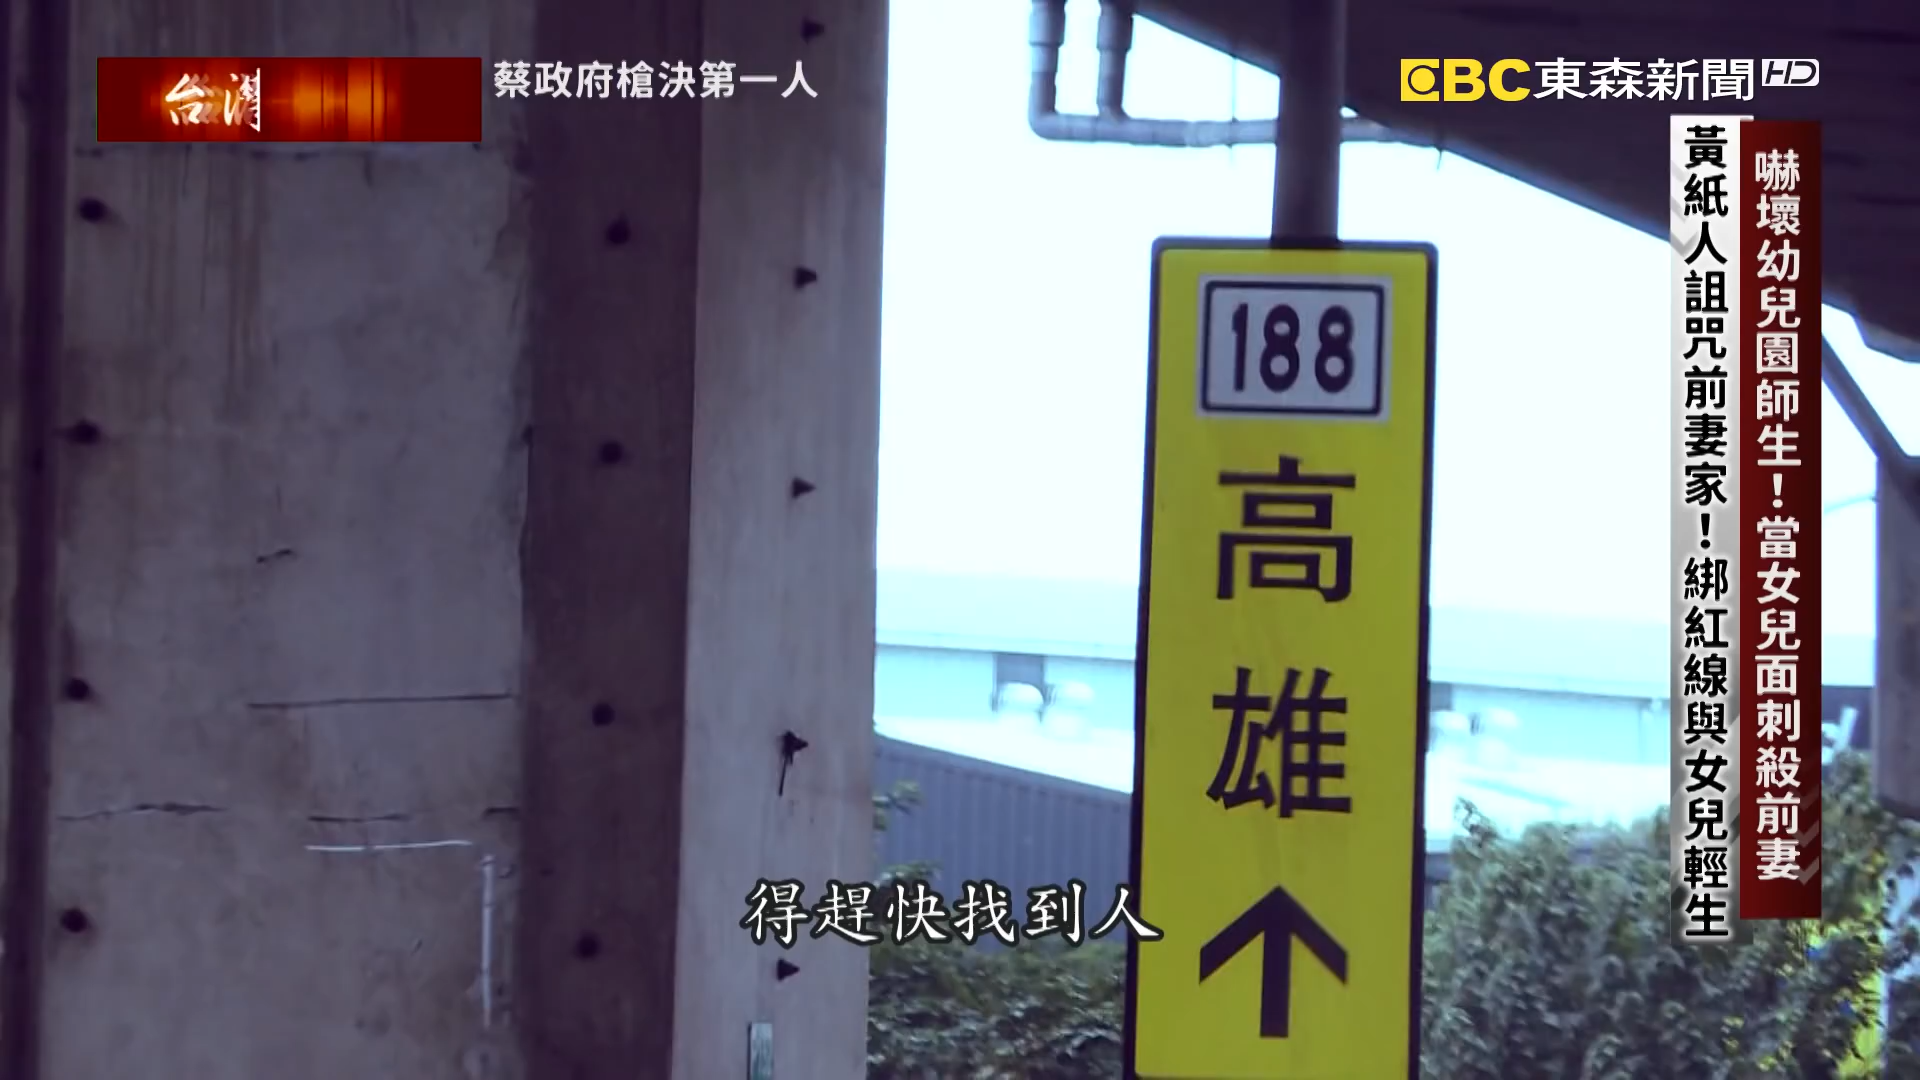 台灣
蔡政府槍決第一人
EBC東森新聞HD
嚇壞幼兒園師生！當女兒面刺殺前妻
黃紙人詛咒前妻家！綁紅線與女兒輕生
188
高雄
得趕快找到人